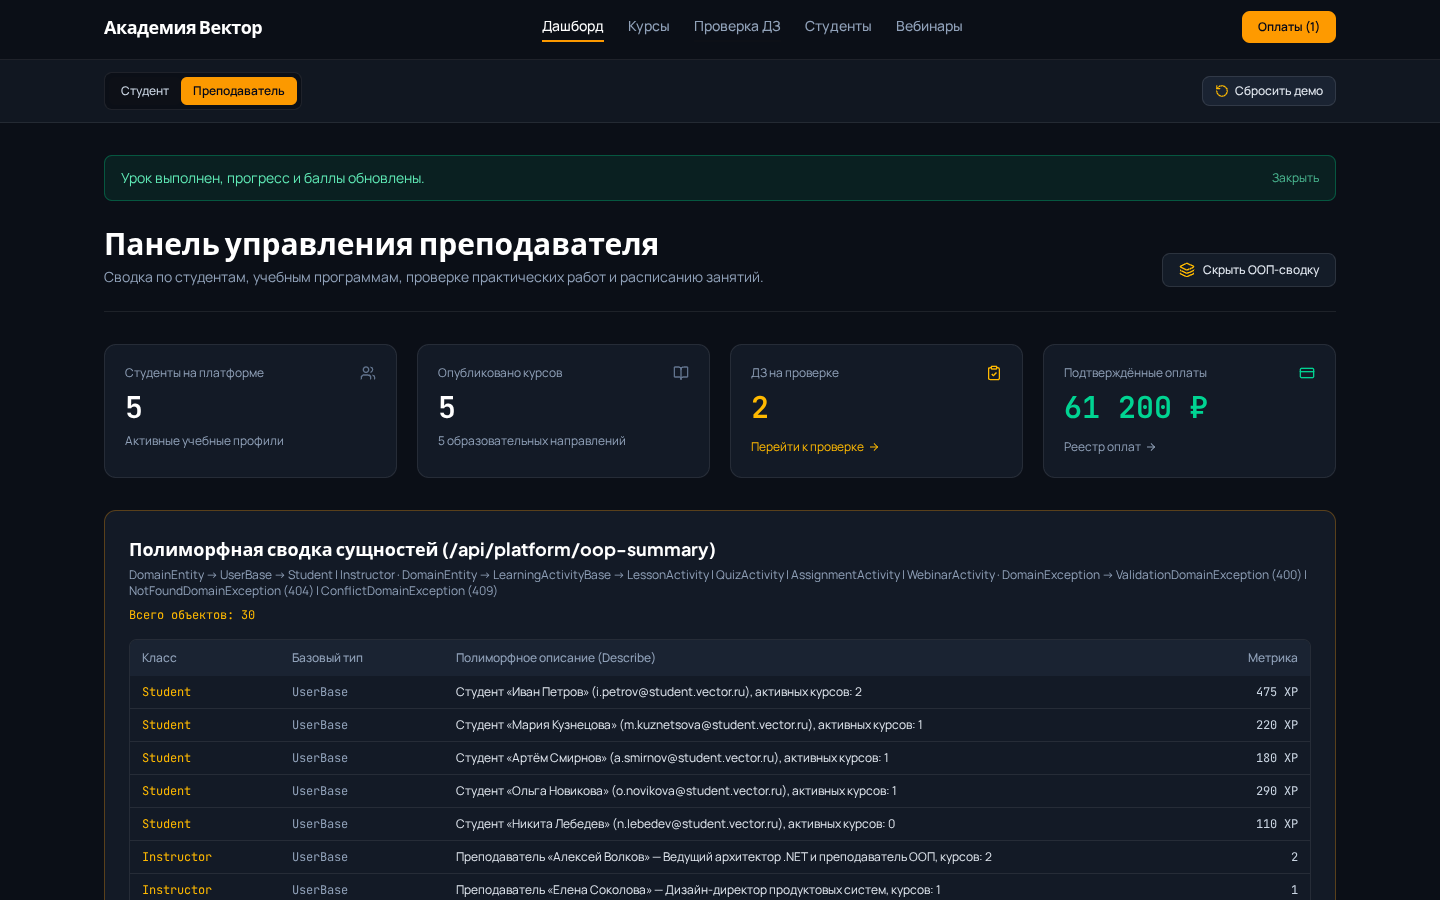 Академия Вектор
Дашборд
Курсы
Проверка ДЗ
Студенты
Вебинары
Оплаты (1)
Студент
Преподаватель
Сбросить демо
Урок выполнен, прогресс и баллы обновлены.
Закрыть
Панель управления преподавателя
Сводка по студентам, учебным программам, проверке практических работ и расписанию занятий.
Скрыть ООП-сводку
Студенты на платформе
5
Активные учебные профили
Опубликовано курсов
5
5 образовательных направлений
ДЗ на проверке
2
Перейти к проверке →
Подтверждённые оплаты
61 200 ₽
Реестр оплат →
Полиморфная сводка сущностей (/api/platform/oop-summary)
DomainEntity → UserBase → Student | Instructor · DomainEntity → LearningActivityBase → LessonActivity | QuizActivity | AssignmentActivity | WebinarActivity · DomainException → ValidationDomainException (400) |
NotFoundDomainException (404) | ConflictDomainException (409)
Всего объектов: 30
Класс Базовый тип Полиморфное описание (Describe) Метрика
Student UserBase Студент «Иван Петров» (i.petrov@student.vector.ru), активных курсов: 2 475 XP
Student UserBase Студент «Мария Кузнецова» (m.kuznetsova@student.vector.ru), активных курсов: 1 220 XP
Student UserBase Студент «Артём Смирнов» (a.smirnov@student.vector.ru), активных курсов: 1 180 XP
Student UserBase Студент «Ольга Новикова» (o.novikova@student.vector.ru), активных курсов: 1 290 XP
Student UserBase Студент «Никита Лебедев» (n.lebedev@student.vector.ru), активных курсов: 0 110 XP
Instructor UserBase Преподаватель «Алексей Волков» — Ведущий архитектор .NET и преподаватель ООП, курсов: 2 2
Instructor UserBase Преподаватель «Елена Соколова» — Дизайн-директор продуктовых систем, курсов: 1 1